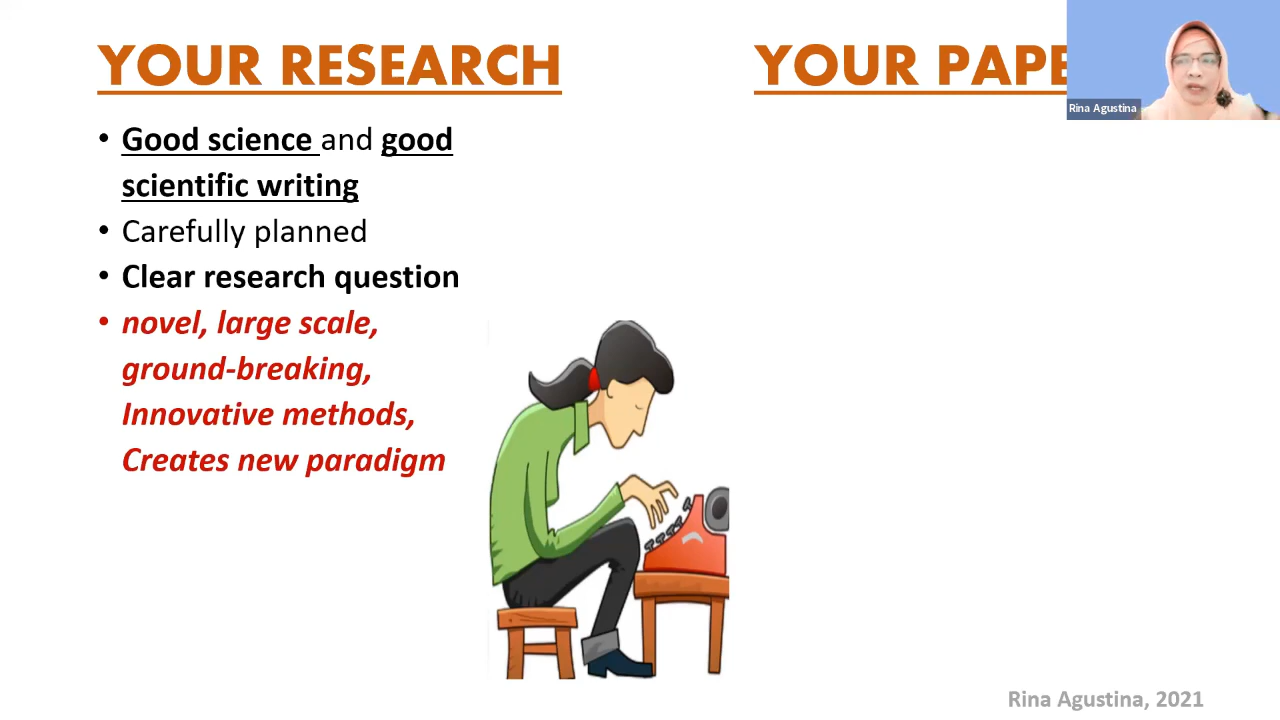 YOUR RESEARCH
• Good science and good
scientific writing
• Carefully planned
• Clear research question
• novel, large scale,
ground-breaking,
Innovative methods,
Creates new paradigm
YOUR PAPE
Rina Agustina
Rina Agustina, 2021